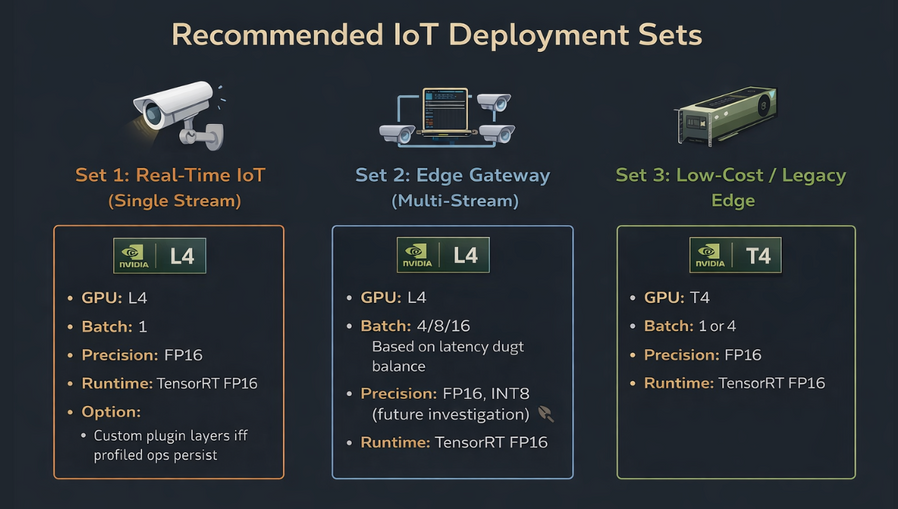 Recommended IoT Deployment Sets
Set 1: Real-Time IoT
(Single Stream)
NVIDIA L4
• GPU: L4
• Batch: 1
• Precision: FP16
• Runtime: TensorRT FP16
• Option:
• Custom plugin layers iff
profiled ops persist
Set 2: Edge Gateway
(Multi-Stream)
NVIDIA L4
• GPU: L4
• Batch: 4/8/16
Based on latency dugt
balance
• Precision: FP16, INT8
(future investigation)
• Runtime: TensorRT FP16
Set 3: Low-Cost / Legacy
Edge
NVIDIA T4
• GPU: T4
• Batch: 1 or 4
• Precision: FP16
• Runtime: TensorRT FP16